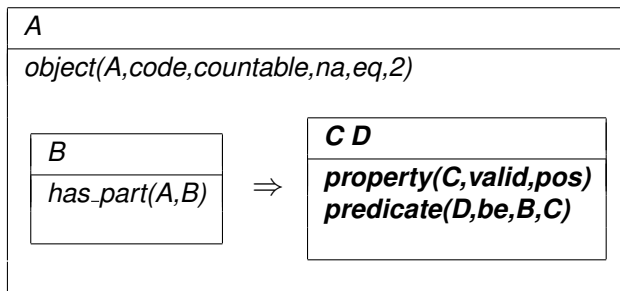 A
object(A,code,countable,na,eq,2)
B
has_part(A,B)
⇒
C D
property(C,valid,pos)
predicate(D,be,B,C)